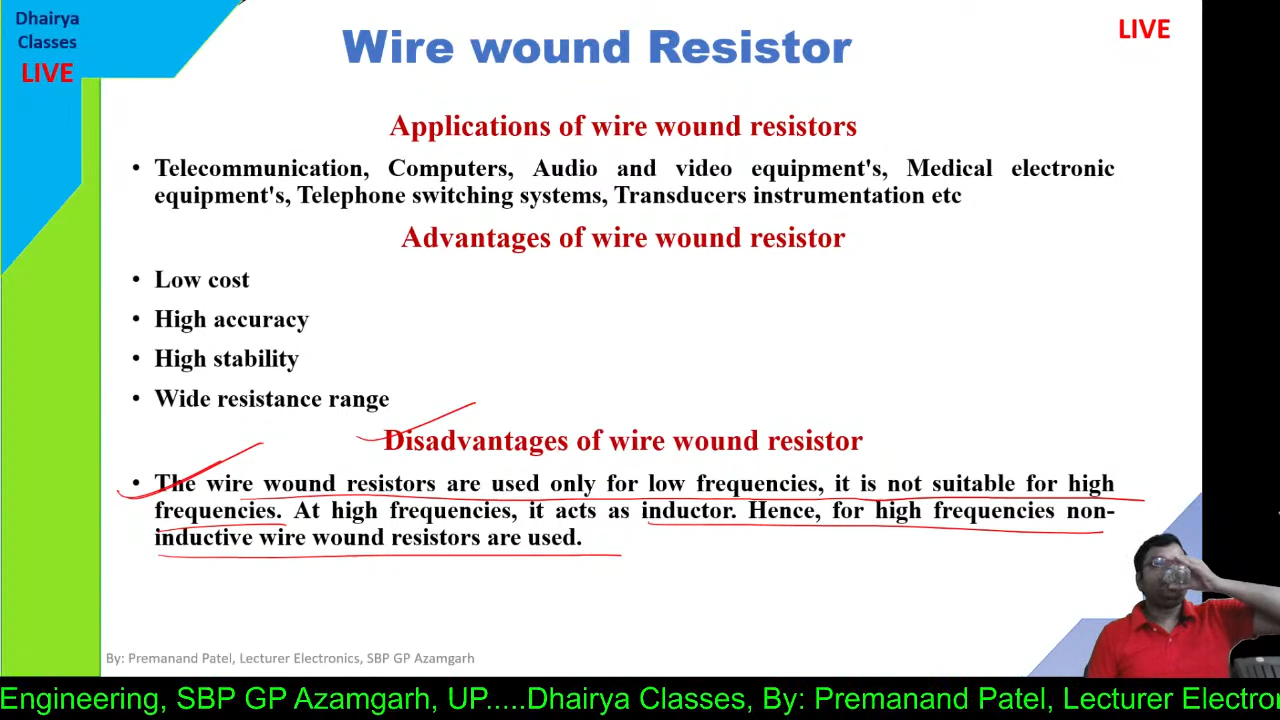 Dhairya
Classes
LIVE
Wire wound Resistor
LIVE
Applications of wire wound resistors
• Telecommunication, Computers, Audio and video equipment's, Medical electronic
equipment's, Telephone switching systems, Transducers instrumentation etc
Advantages of wire wound resistor
• Low cost
• High accuracy
• High stability
• Wide resistance range
Disadvantages of wire wound resistor
• The wire wound resistors are used only for low frequencies, it is not suitable for high
frequencies. At high frequencies, it acts as inductor. Hence, for high frequencies non-
inductive wire wound resistors are used.
By: Premanand Patel, Lecturer Electronics, SBP GP Azamgarh
Engineering, SBP GP Azamgarh, UP.....Dhairya Classes, By: Premanand Patel, Lecturer Electro